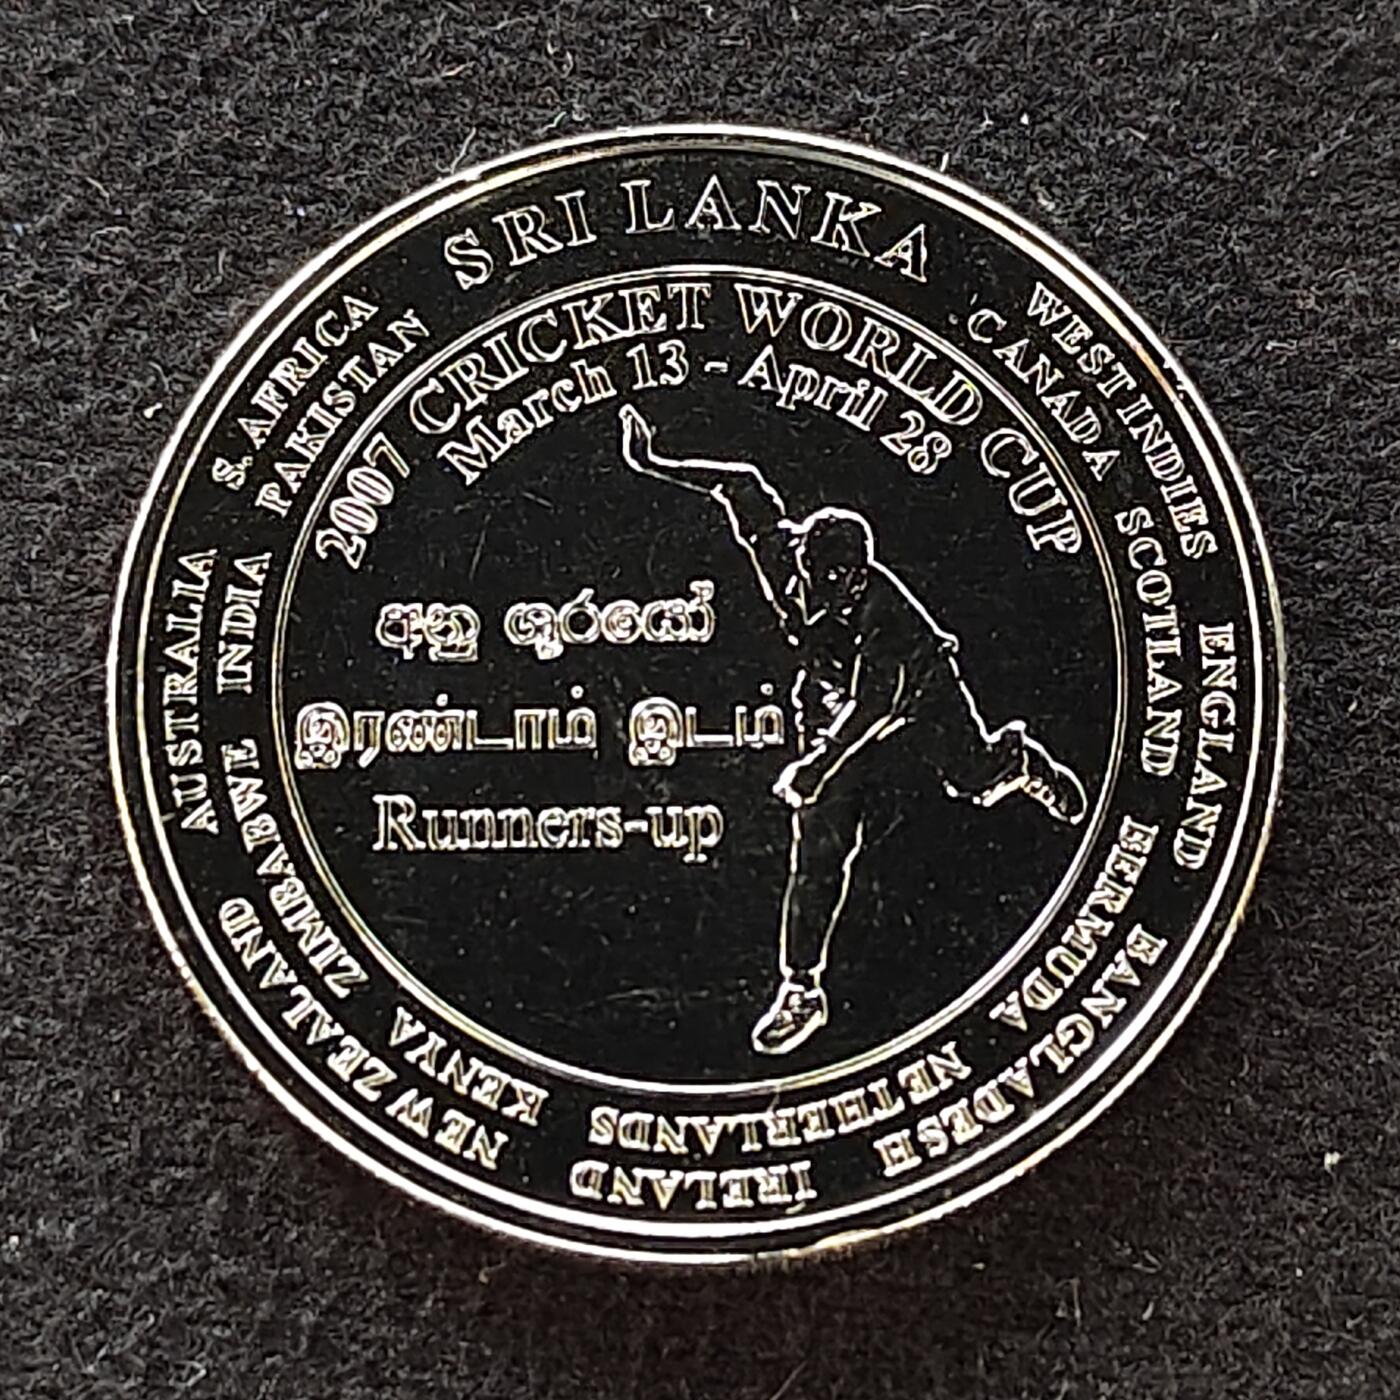 SRI LANKA
WEST INDIES
ENGLAND
BANGLADESH
IRELAND
NEW ZEALAND
AUSTRALIA
S. AFRICA
CANADA
SCOTLAND
BERMUDA
NETHERLANDS
KENYA
ZIMBABWE
INDIA
PAKISTAN
2007 CRICKET WORLD CUP
March 13 - April 28
අනු ශූරයෝ
இரண்டாம் இடம்
Runners-up